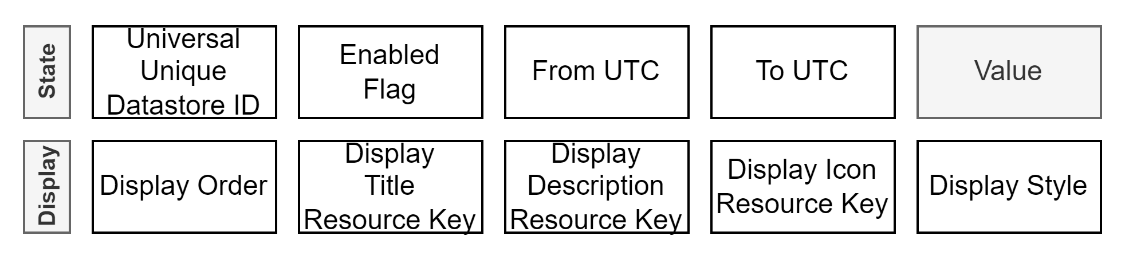 State
Universal
Unique
Datastore ID
Enabled
Flag
From UTC
To UTC
Value
Display
Display Order
Display
Title
Resource Key
Display
Description
Resource Key
Display Icon
Resource Key
Display Style